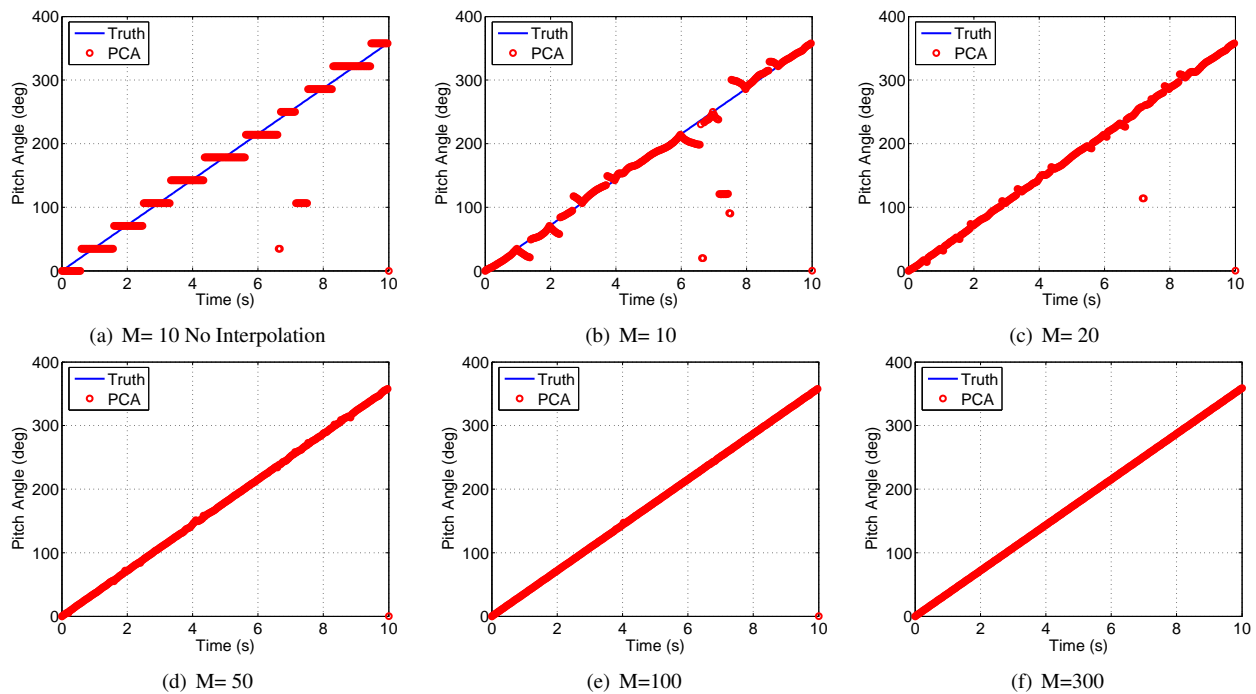 400
300
200
100
0
Pitch Angle (deg)
Truth
PCA
0 2 4 6 8 10
Time (s)
(a) M= 10 No Interpolation
400
300
200
100
0
Pitch Angle (deg)
Truth
PCA
0 2 4 6 8 10
Time (s)
(b) M= 10
400
300
200
100
0
Pitch Angle (deg)
Truth
PCA
0 2 4 6 8 10
Time (s)
(c) M= 20
400
300
200
100
0
Pitch Angle (deg)
Truth
PCA
0 2 4 6 8 10
Time (s)
(d) M= 50
400
300
200
100
0
Pitch Angle (deg)
Truth
PCA
0 2 4 6 8 10
Time (s)
(e) M=100
400
300
200
100
0
Pitch Angle (deg)
Truth
PCA
0 2 4 6 8 10
Time (s)
(f) M=300